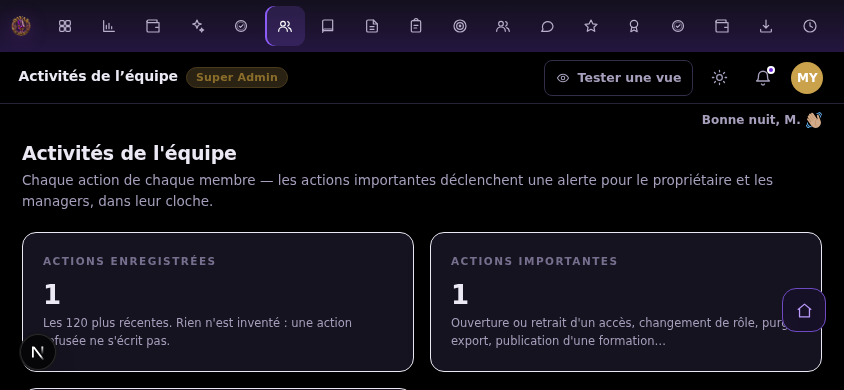 Activités de l’équipe
Super Admin
Tester une vue
MY
Bonne nuit, M. 👋
Activités de l'équipe
Chaque action de chaque membre — les actions importantes déclenchent une alerte pour le propriétaire et les
managers, dans leur cloche.
ACTIONS ENREGISTRÉES
1
Les 120 plus récentes. Rien n'est inventé : une action
refusée ne s'écrit pas.
ACTIONS IMPORTANTES
1
Ouverture ou retrait d'un accès, changement de rôle,
export, publication d'une formation…
N